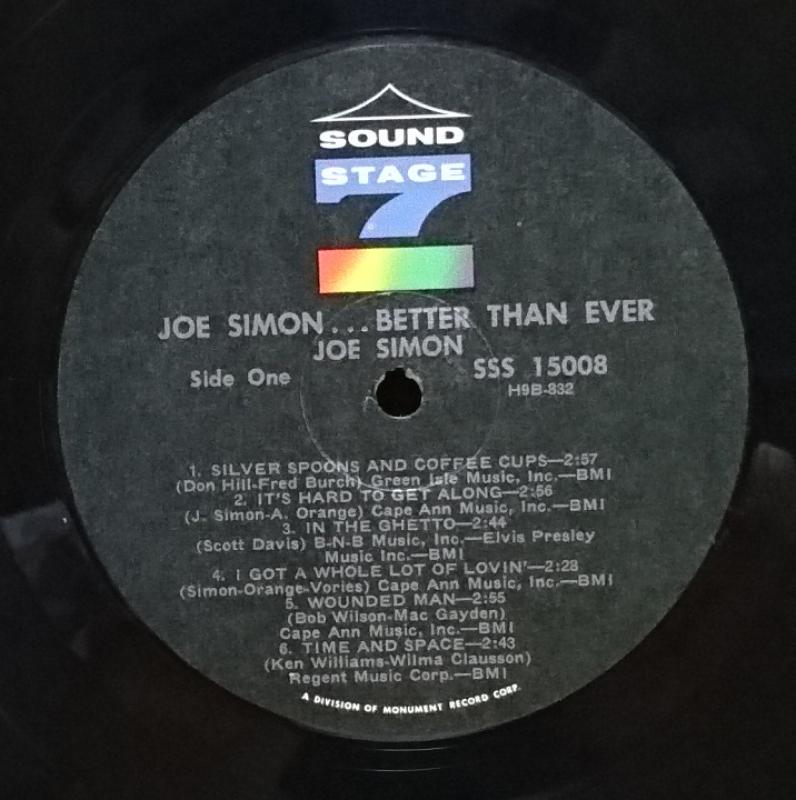 SOUND
STAGE
7
JOE SIMON...BETTER THAN EVER
JOE SIMON
Side One
SSS 15008
H9B-832
1. SILVER SPOONS AND COFFEE CUPS—2:57
(Don Hill-Fred Burch) Green Isle Music, Inc.—BMI
2. IT'S HARD TO GET ALONG—2:56
(J. Simon-A. Orange) Cape Ann Music, Inc.—BMI
3. IN THE GHETTO—2:44
(Scott Davis) B-N-B Music, Inc.—Elvis Presley
Music Inc.—BMI
4. I GOT A WHOLE LOT OF LOVIN'—2:28
(Simon-Orange-Vories) Cape Ann Music, Inc.—BMI
5. WOUNDED MAN—2:55
(Bob Wilson-Mac Gayden)
Cape Ann Music, Inc.—BMI
6. TIME AND SPACE—2:43
(Ken Williams-Wilma Clausson)
Regent Music Corp.—BMI
A DIVISION OF MONUMENT RECORD CORP.